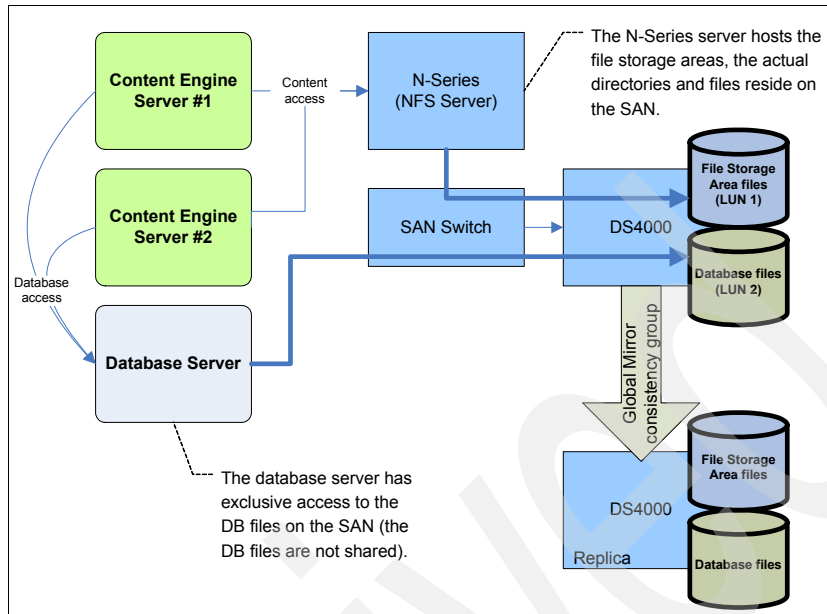 Content Engine
Server #1
Content
access
N-Series
(NFS Server)
The N-Series server hosts the
file storage areas, the actual
directories and files reside on
the SAN.
Content Engine
Server #2
SAN Switch
DS4000
File Storage
Area files
(LUN 1)
Database files
(LUN 2)
Database
access
Database Server
Global Mirror
consistency group
The database server has
exclusive access to the
DB files on the SAN (the
DB files are not shared).
DS4000
Replica
File Storage
Area files
Database files